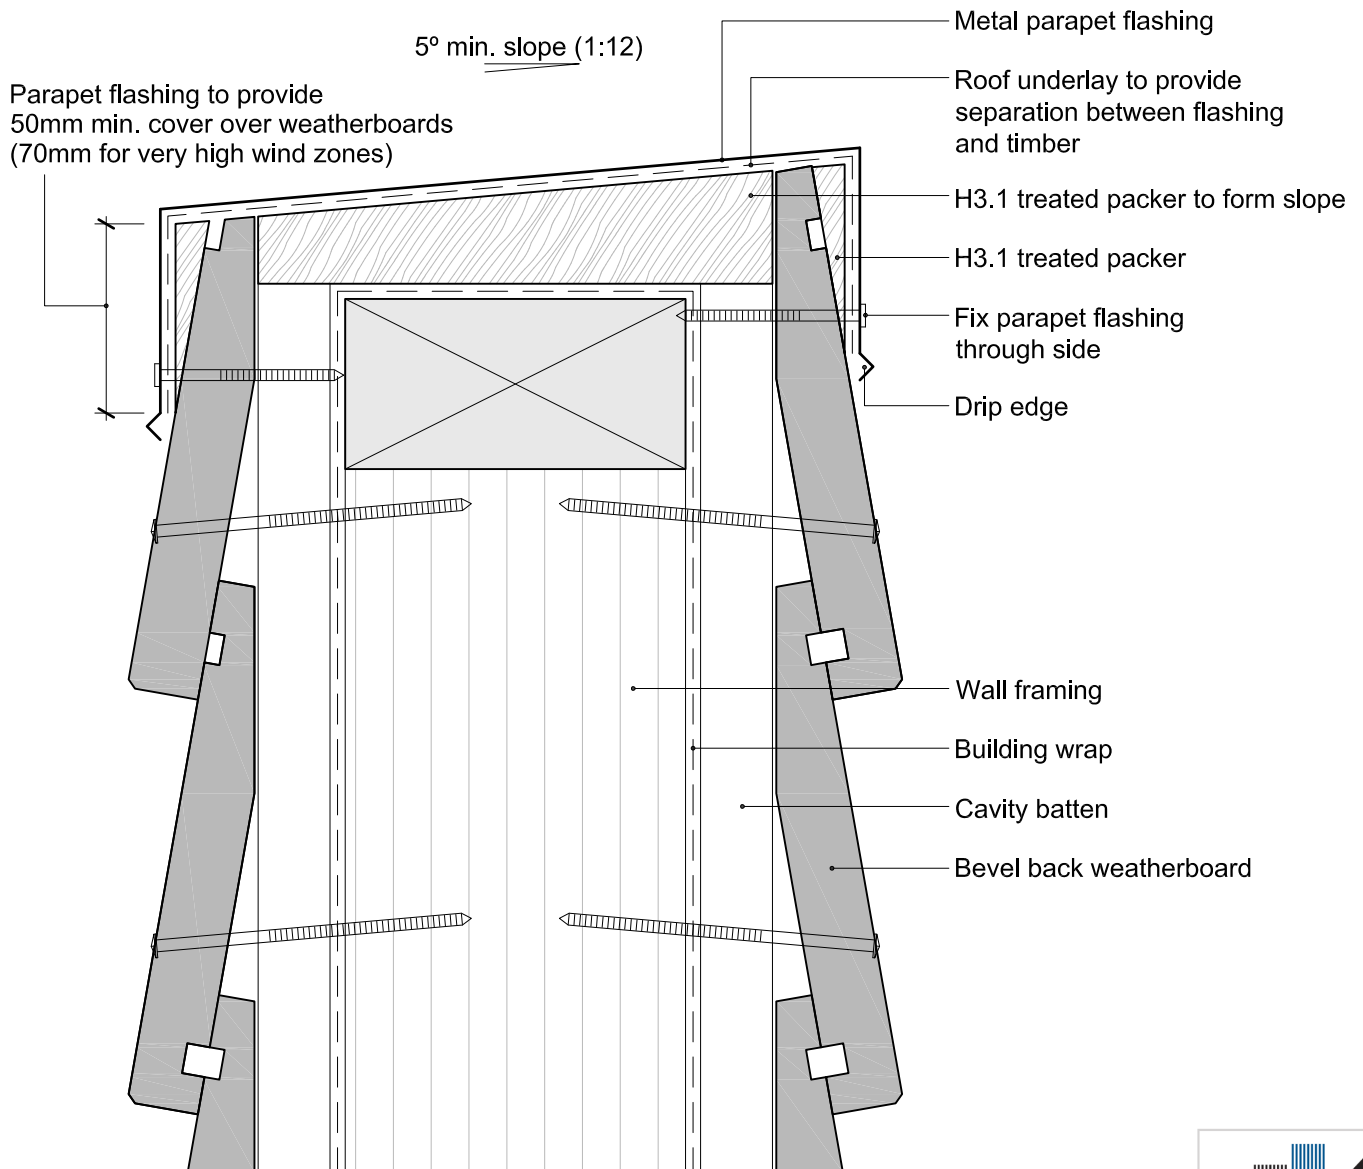 5º min. slope (1:12)
Parapet flashing to provide
50mm min. cover over weatherboards
(70mm for very high wind zones)
Metal parapet flashing
Roof underlay to provide
separation between flashing
and timber
H3.1 treated packer to form slope
H3.1 treated packer
Fix parapet flashing
through side
Drip edge
Wall framing
Building wrap
Cavity batten
Bevel back weatherboard